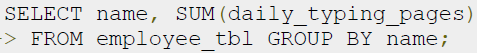 SELECT name, SUM(daily_typing_pages)
-> FROM employee_tbl GROUP BY name;